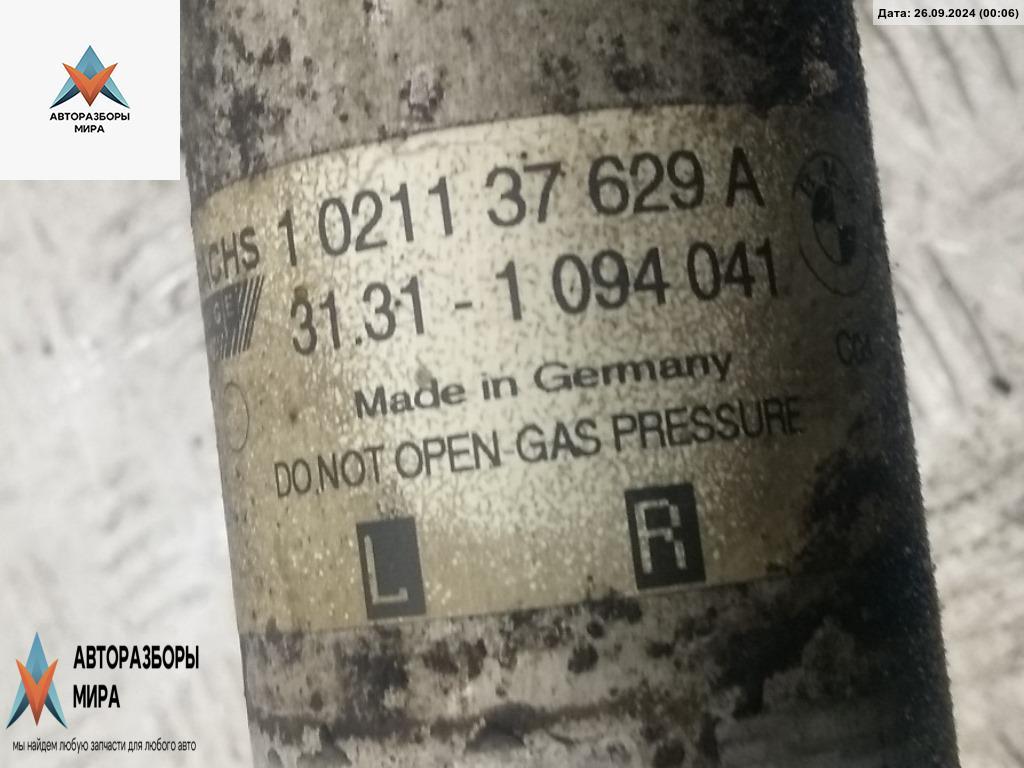 Дата: 26.09.2024 (00:06)
АВТОРАЗБОРЫ
МИРА
1 0211 37 629 A
31.31 - 1 094 041
Made in Germany
DO NOT OPEN GAS PRESSURE
L R
АВТОРАЗБОРЫ
МИРА
мы найдем любую запчасти для любого авто